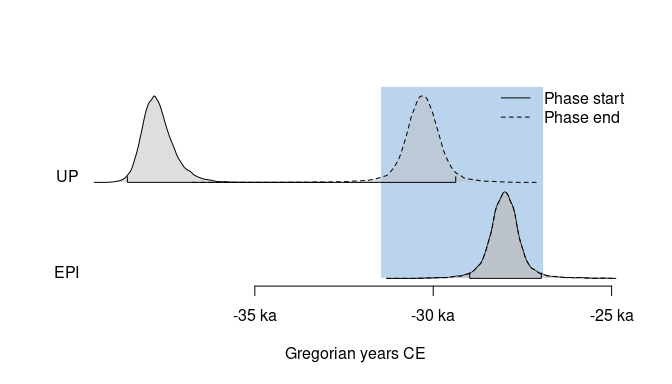 Phase start
Phase end
UP
EPI
-35 ka
-30 ka
-25 ka
Gregorian years CE